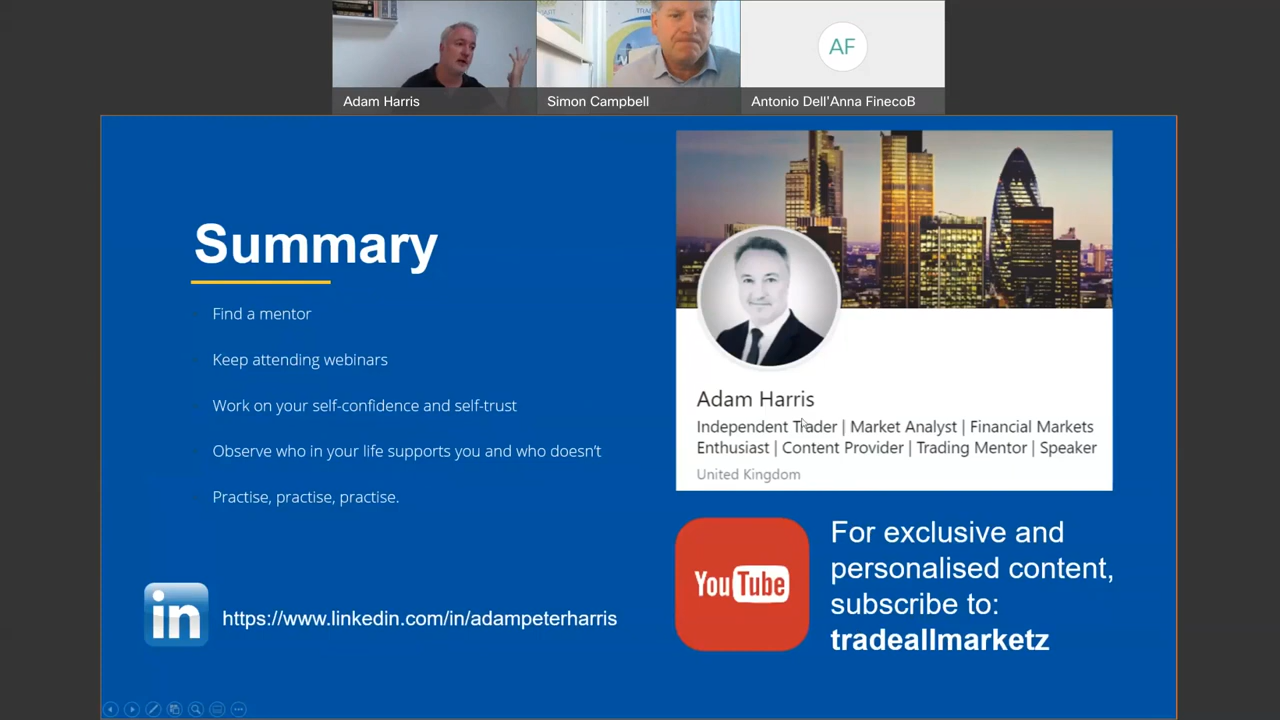 Adam Harris
Simon Campbell
AF
Antonio Dell'Anna FinecoB
Summary
Find a mentor
Keep attending webinars
Work on your self-confidence and self-trust
Observe who in your life supports you and who doesn't
Practise, practise, practise.
in
https://www.linkedin.com/in/adampeterharris
Adam Harris
Independent Trader | Market Analyst | Financial Markets
Enthusiast | Content Provider | Trading Mentor | Speaker
United Kingdom
YouTube
For exclusive and
personalised content,
subscribe to:
tradeallmarketz